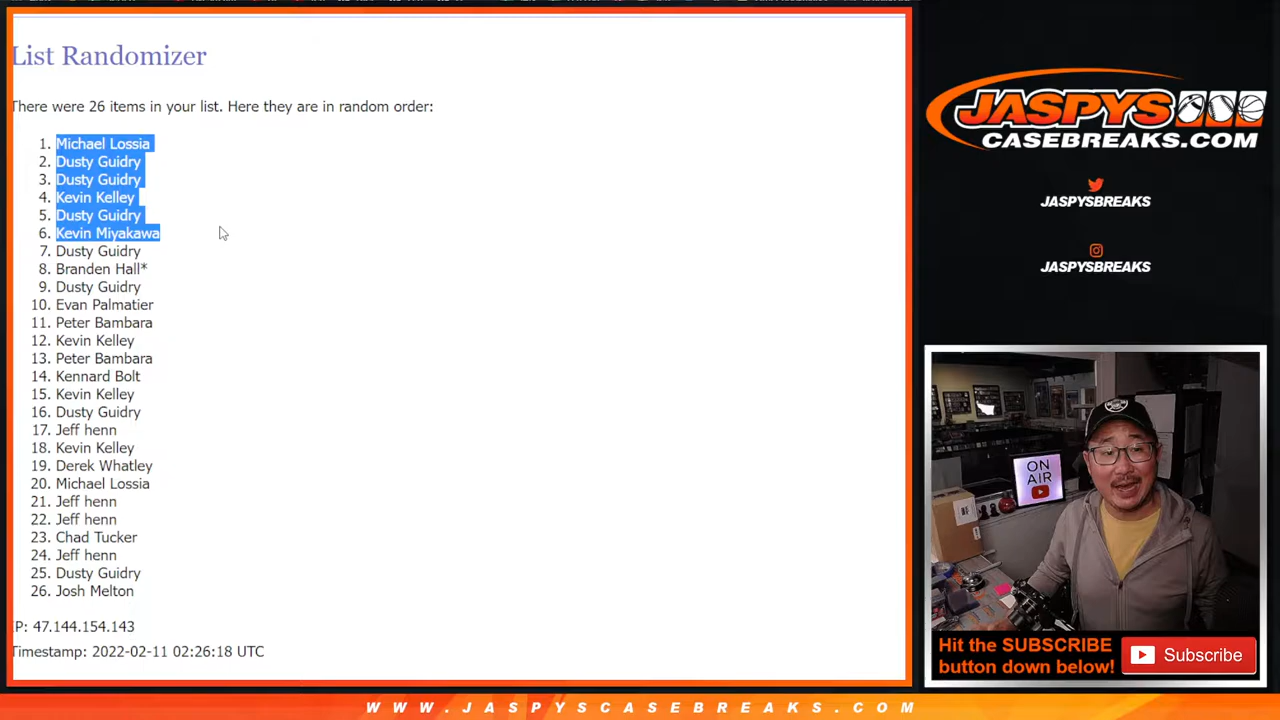 List Randomizer
There were 26 items in your list. Here they are in random order:
1. Michael Lossia
2. Dusty Guidry
3. Dusty Guidry
4. Kevin Kelley
5. Dusty Guidry
6. Kevin Miyakawa
7. Dusty Guidry
8. Branden Hall*
9. Dusty Guidry
10. Evan Palmatier
11. Peter Bambara
12. Kevin Kelley
13. Peter Bambara
14. Kennard Bolt
15. Kevin Kelley
16. Dusty Guidry
17. Jeff henn
18. Kevin Kelley
19. Derek Whatley
20. Michael Lossia
21. Jeff henn
22. Jeff henn
23. Chad Tucker
24. Jeff henn
25. Dusty Guidry
26. Josh Melton
IP: 47.144.154.143
Timestamp: 2022-02-11 02:26:18 UTC
JASPYS
CASEBREAKS.COM
JASPYSBREAKS
JASPYSBREAKS
ON
AIR
Hit the SUBSCRIBE
button down below!
Subscribe
WWW.JASPYSCASEBREAKS.COM